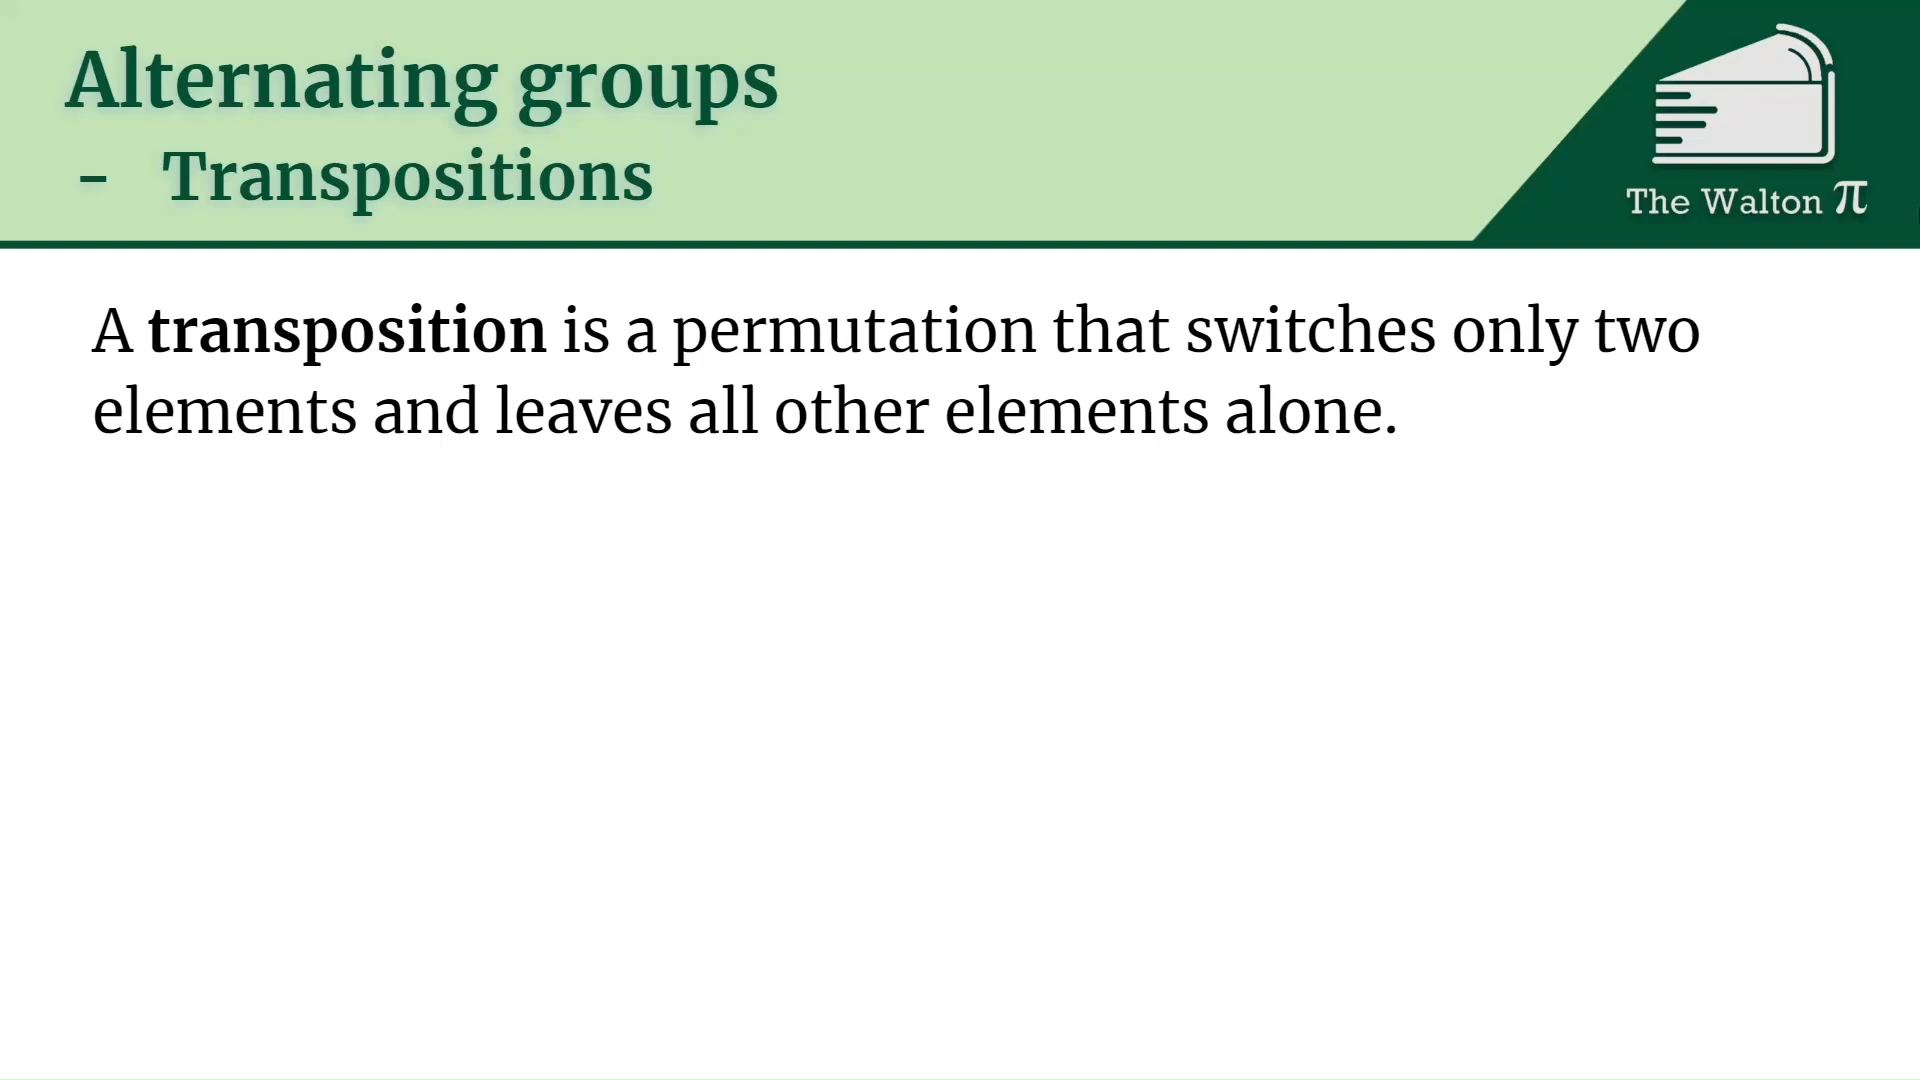 Alternating groups
- Transpositions
The Walton π
A transposition is a permutation that switches only two
elements and leaves all other elements alone.